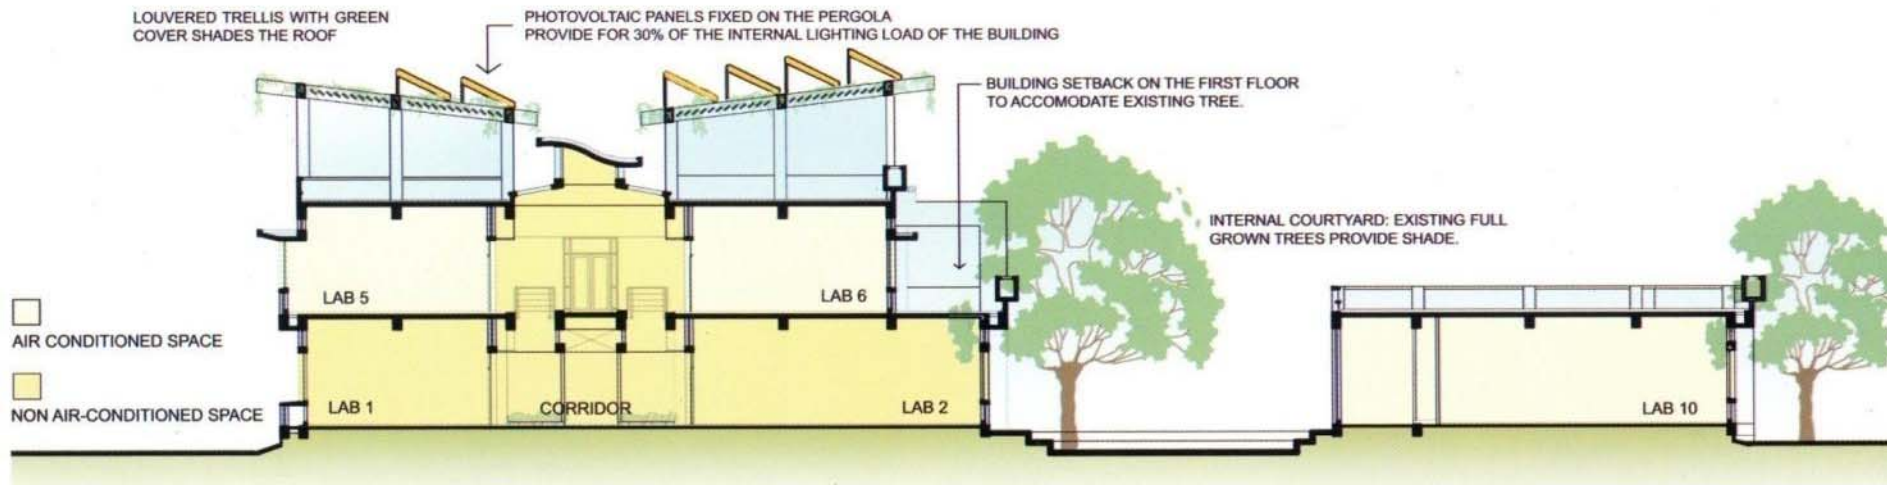 LOUVERED TRELLIS WITH GREEN
COVER SHADES THE ROOF
PHOTOVOLTAIC PANELS FIXED ON THE PERGOLA
PROVIDE FOR 30% OF THE INTERNAL LIGHTING LOAD OF THE BUILDING
BUILDING SETBACK ON THE FIRST FLOOR
TO ACCOMODATE EXISTING TREE.
INTERNAL COURTYARD: EXISTING FULL
GROWN TREES PROVIDE SHADE.
LAB 5
LAB 6
AIR CONDITIONED SPACE
NON AIR-CONDITIONED SPACE
LAB 1
CORRIDOR
LAB 2
LAB 10